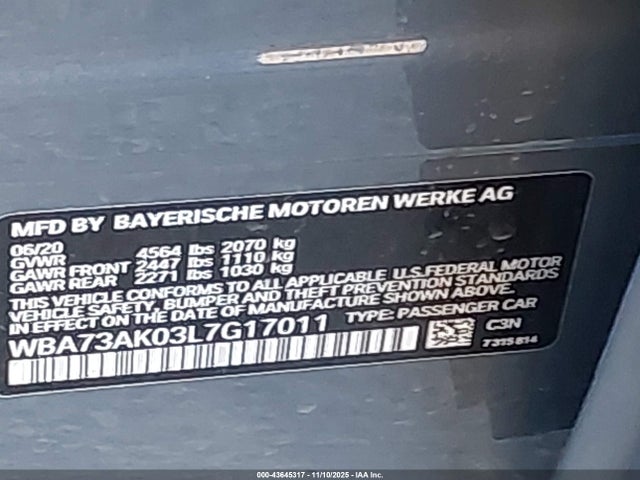 MFD BY BAYERISCHE MOTOREN WERKE AG
06/20
GVWR 4564 lbs 2070 kg
GAWR FRONT 2447 lbs 1110 kg
GAWR REAR 2271 lbs 1030 kg
THIS VEHICLE CONFORMS TO ALL APPLICABLE U.S.FEDERAL MOTOR
VEHICLE SAFETY, BUMPER AND THEFT PREVENTION STANDARDS
IN EFFECT ON THE DATE OF MANUFACTURE SHOWN ABOVE.
WBA73AK03L7G17011 TYPE: PASSENGER CAR
C3N
7315814
000-43645317 - 11/10/2025 - IAA Inc.